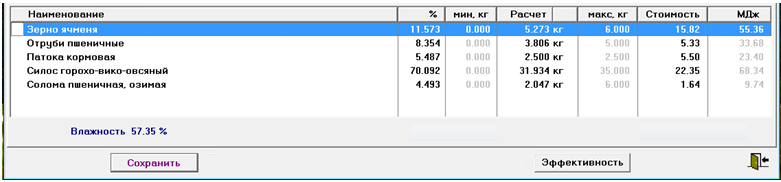 Наименование % мин, кг Расчет макс, кг Стоимость МДж
Зерно ячменя 11.573 0.000 5.273 кг 6.000 15.82 55.36
Отруби пшеничные 8.354 0.000 3.806 кг 5.000 5.33 33.68
Патока кормовая 5.487 0.000 2.500 кг 2.500 5.50 23.40
Силос горохо-вико-овсяный 70.092 0.000 31.934 кг 35.000 22.35 68.34
Солома пшеничная, озимая 4.493 0.000 2.047 кг 6.000 1.64 9.74
Влажность 57.35 %
Сохранить Эффективность